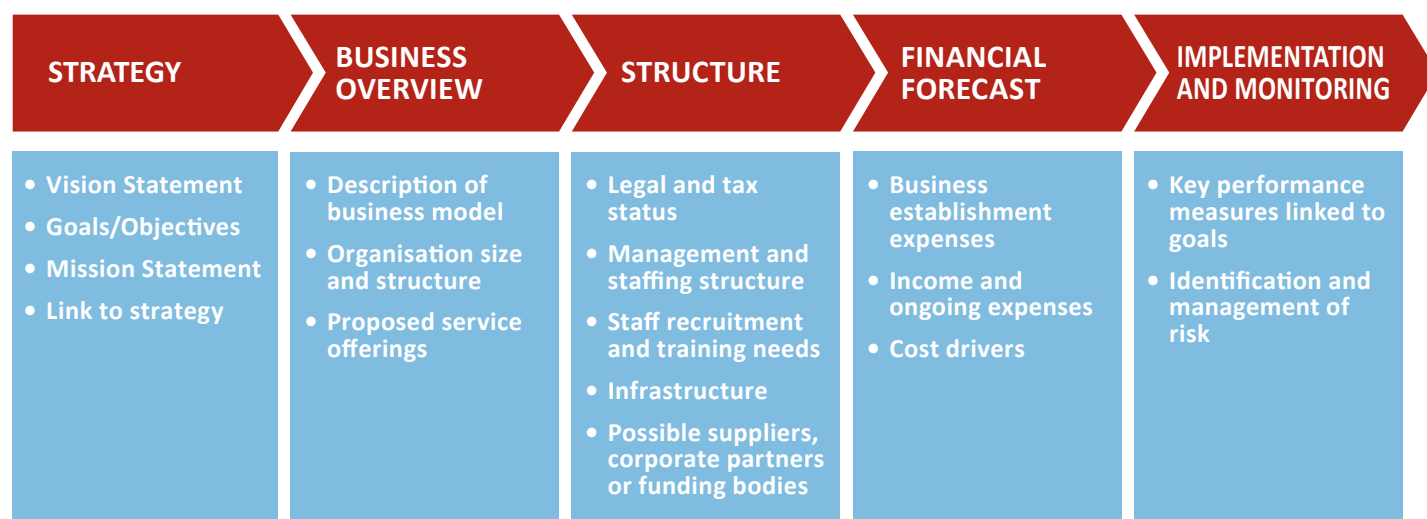 STRATEGY
BUSINESS
OVERVIEW
STRUCTURE
FINANCIAL
FORECAST
IMPLEMENTATION
AND MONITORING
• Vision Statement
• Goals/Objectives
• Mission Statement
• Link to strategy
• Description of
business model
• Organisation size
and structure
• Proposed service
offerings
• Legal and tax
status
• Management and
staffing structure
• Staff recruitment
and training needs
• Infrastructure
• Possible suppliers,
corporate partners
or funding bodies
• Business
establishment
expenses
• Income and
ongoing expenses
• Cost drivers
• Key performance
measures linked to
goals
• Identification and
management of
risk